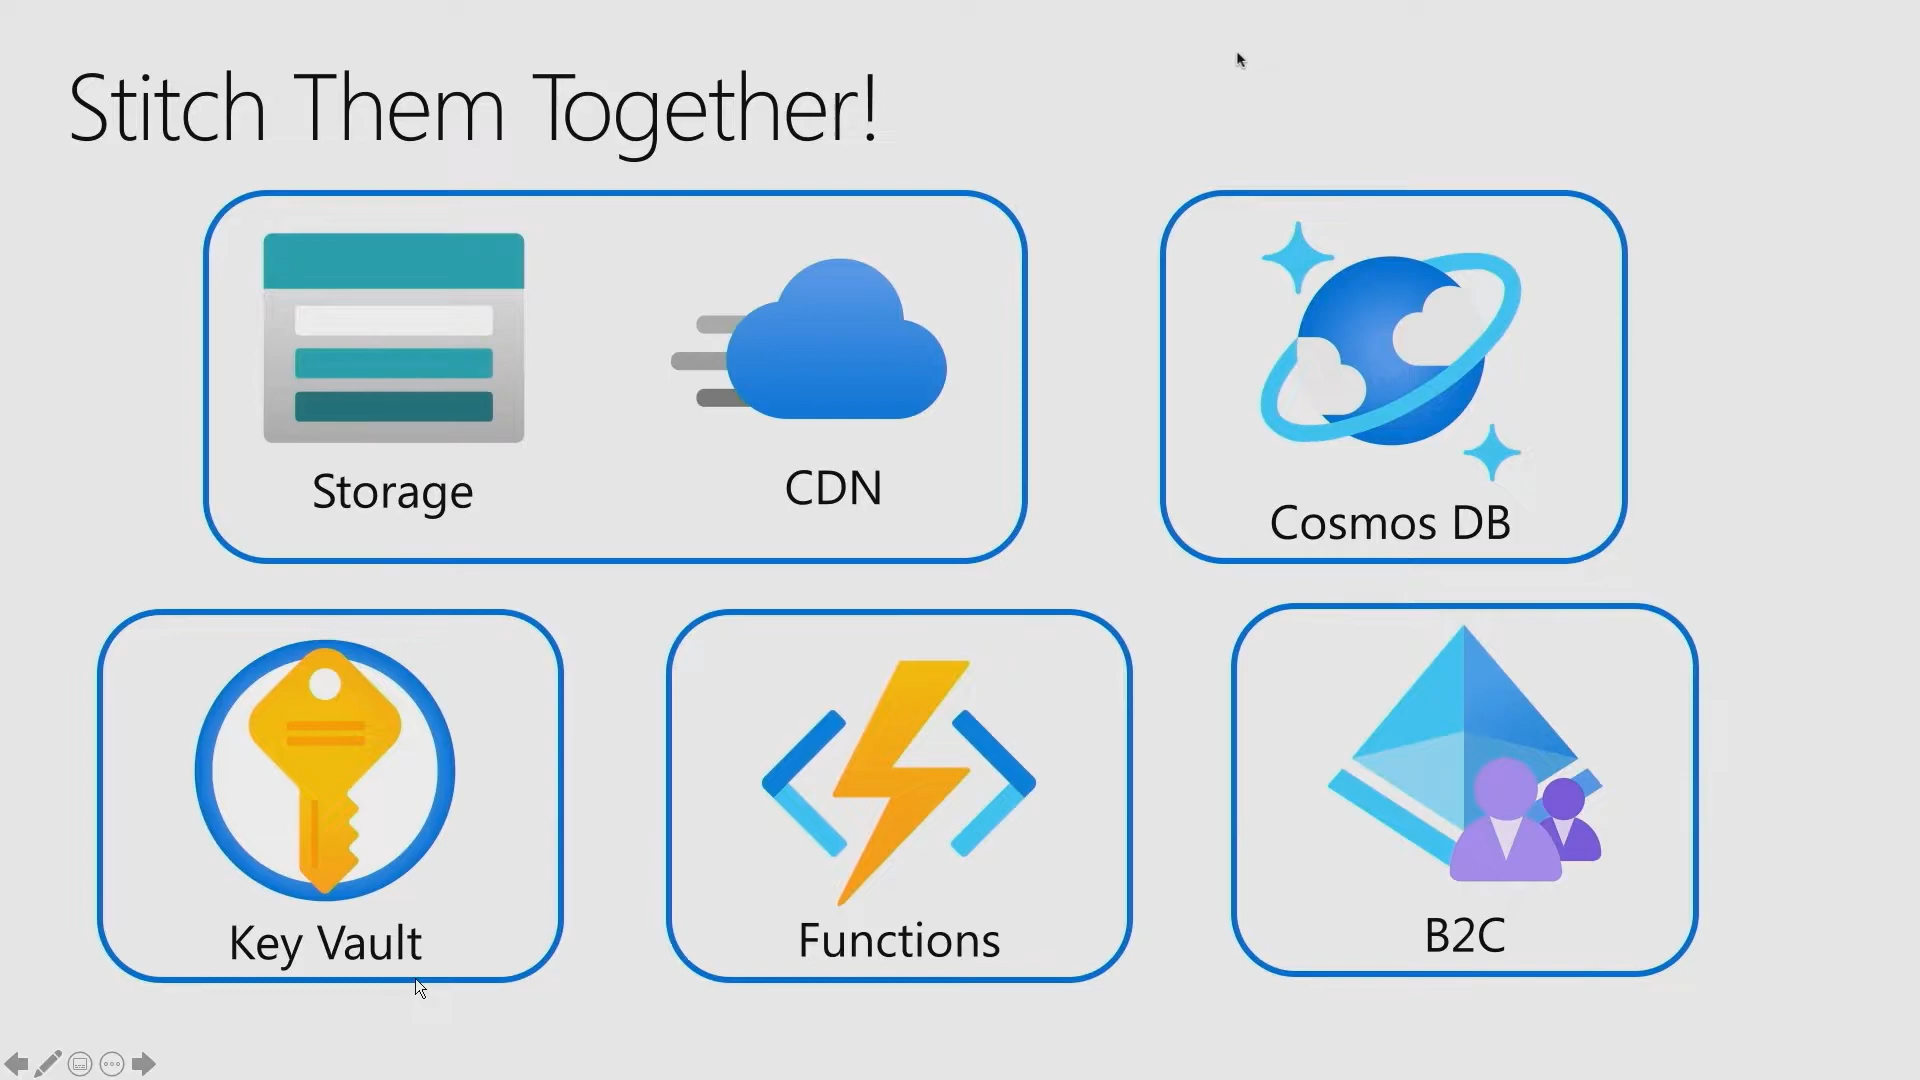 Stitch Them Together!
Storage
CDN
Cosmos DB
Key Vault
Functions
B2C